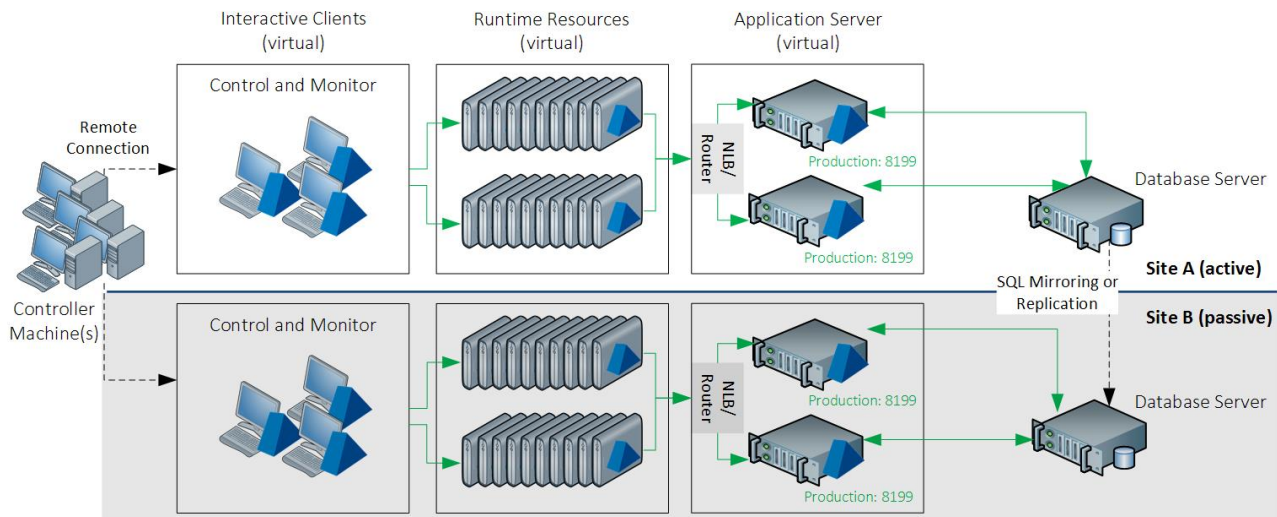 Interactive Clients
(virtual)
Runtime Resources
(virtual)
Application Server
(virtual)
Control and Monitor
Remote
Connection
NLB/
Router
Production: 8199
Production: 8199
Database Server
Controller
Machine(s)
Site A (active)
SQL Mirroring or
Replication
Site B (passive)
Control and Monitor
NLB/
Router
Production: 8199
Production: 8199
Database Server